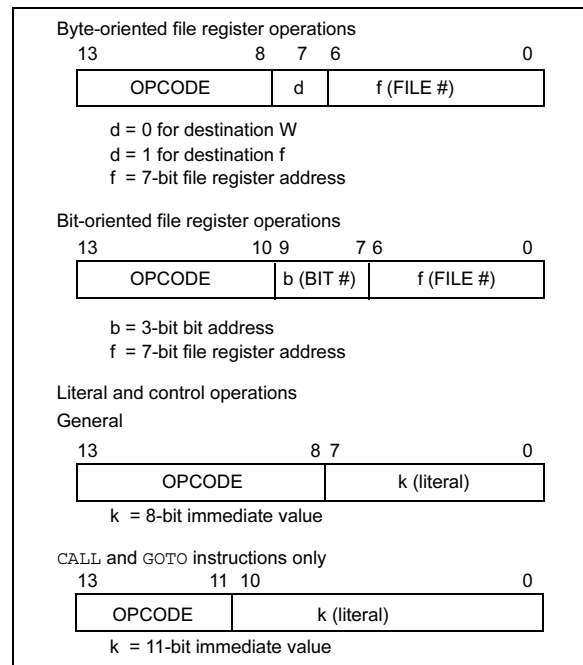 Byte-oriented file register operations
13 8 7 6 0
OPCODE d f (FILE #)
d = 0 for destination W
d = 1 for destination f
f = 7-bit file register address
Bit-oriented file register operations
13 10 9 7 6 0
OPCODE b (BIT #) f (FILE #)
b = 3-bit bit address
f = 7-bit file register address
Literal and control operations
General
13 8 7 0
OPCODE k (literal)
k = 8-bit immediate value
CALL and GOTO instructions only
13 11 10 0
OPCODE k (literal)
k = 11-bit immediate value